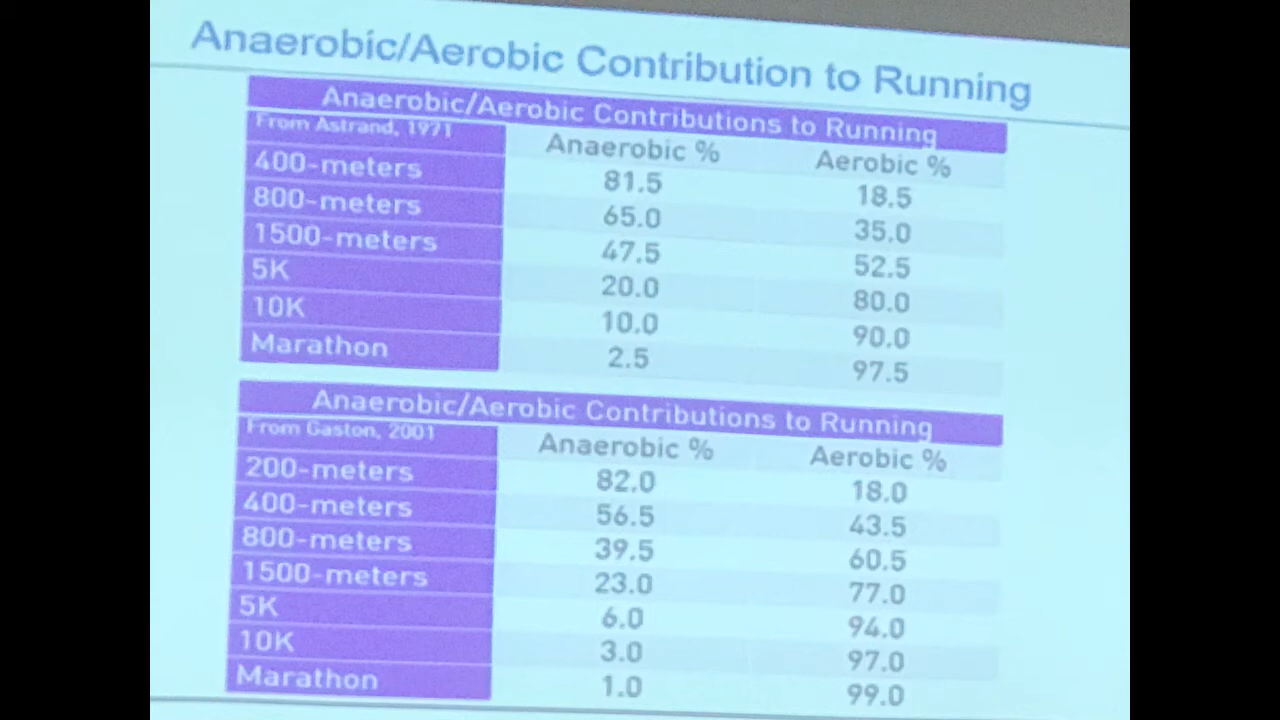 Anaerobic/Aerobic Contribution to Running
Anaerobic/Aerobic Contributions to Running
From Astrand, 1971 Anaerobic % Aerobic %
400-meters 81.5 18.5
800-meters 65.0 35.0
1500-meters 47.5 52.5
5K 20.0 80.0
10K 10.0 90.0
Marathon 2.5 97.5
Anaerobic/Aerobic Contributions to Running
From Gaston, 2001 Anaerobic % Aerobic %
200-meters 82.0 18.0
400-meters 56.5 43.5
800-meters 39.5 60.5
1500-meters 23.0 77.0
5K 6.0 94.0
10K 3.0 97.0
Marathon 1.0 99.0